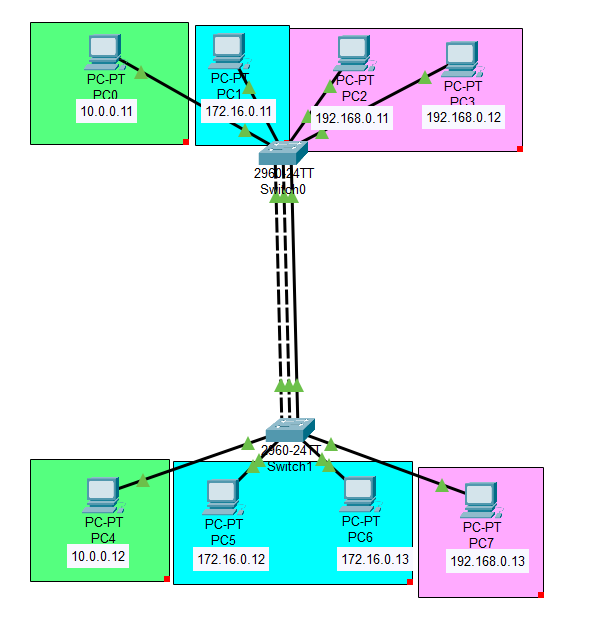 PC-PT
PC0
10.0.0.11
PC-PT
PC1
172.16.0.11
PC-PT
PC2
192.168.0.11
PC-PT
PC3
192.168.0.12
2960-24TT
Switch0
2960-24TT
Switch1
PC-PT
PC4
10.0.0.12
PC-PT
PC5
172.16.0.12
PC-PT
PC6
172.16.0.13
PC-PT
PC7
192.168.0.13